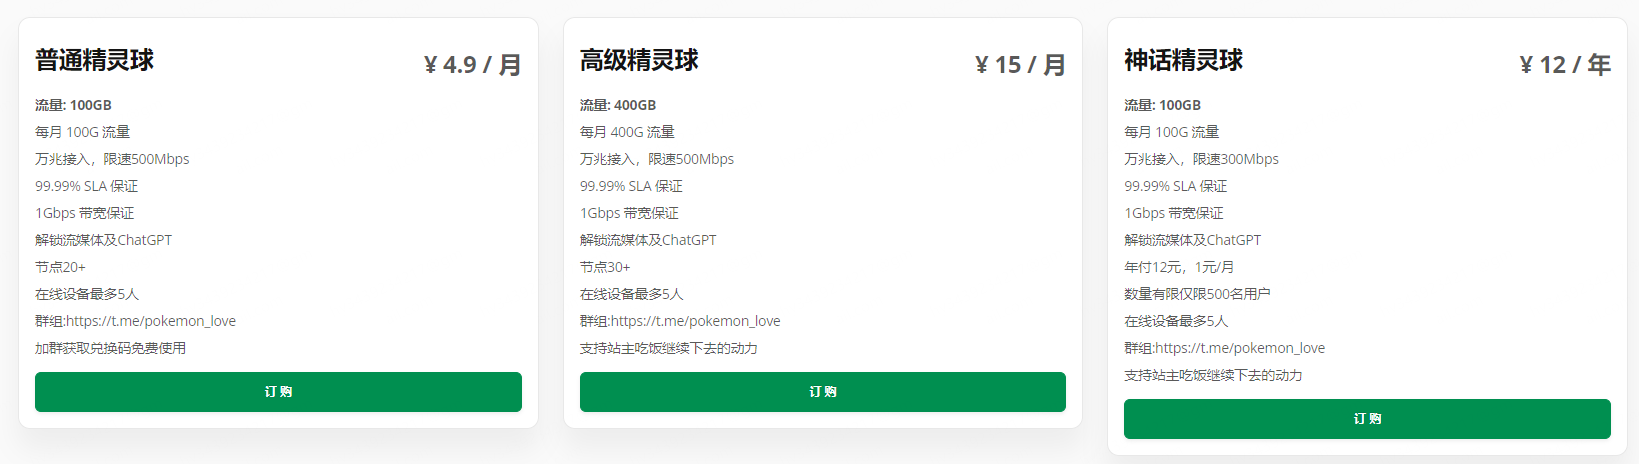 普通精灵球
¥ 4.9 / 月
流量: 100GB
每月 100G 流量
万兆接入，限速500Mbps
99.99% SLA 保证
1Gbps 带宽保证
解锁流媒体及ChatGPT
节点20+
在线设备最多5人
群组:https://t.me/pokemon_love
加群获取兑换码免费使用
订购
高级精灵球
¥ 15 / 月
流量: 400GB
每月 400G 流量
万兆接入，限速500Mbps
99.99% SLA 保证
1Gbps 带宽保证
解锁流媒体及ChatGPT
节点30+
在线设备最多5人
群组:https://t.me/pokemon_love
支持站主吃饭继续下去的动力
订购
神话精灵球
¥ 12 / 年
流量: 100GB
每月 100G 流量
万兆接入，限速300Mbps
99.99% SLA 保证
1Gbps 带宽保证
解锁流媒体及ChatGPT
年付12元，1元/月
数量有限仅限500名用户
在线设备最多5人
群组:https://t.me/pokemon_love
支持站主吃饭继续下去的动力
订购